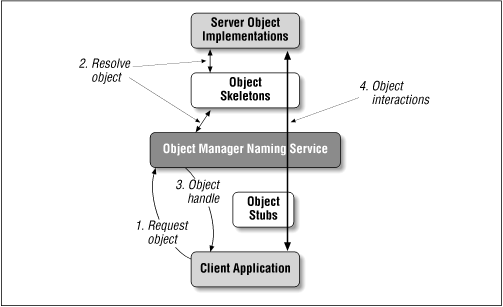 Server Object
Implementations
2. Resolve
object
Object
Skeletons
4. Object
interactions
Object Manager Naming Service
3. Object
handle
Object
Stubs
1. Request
object
Client Application